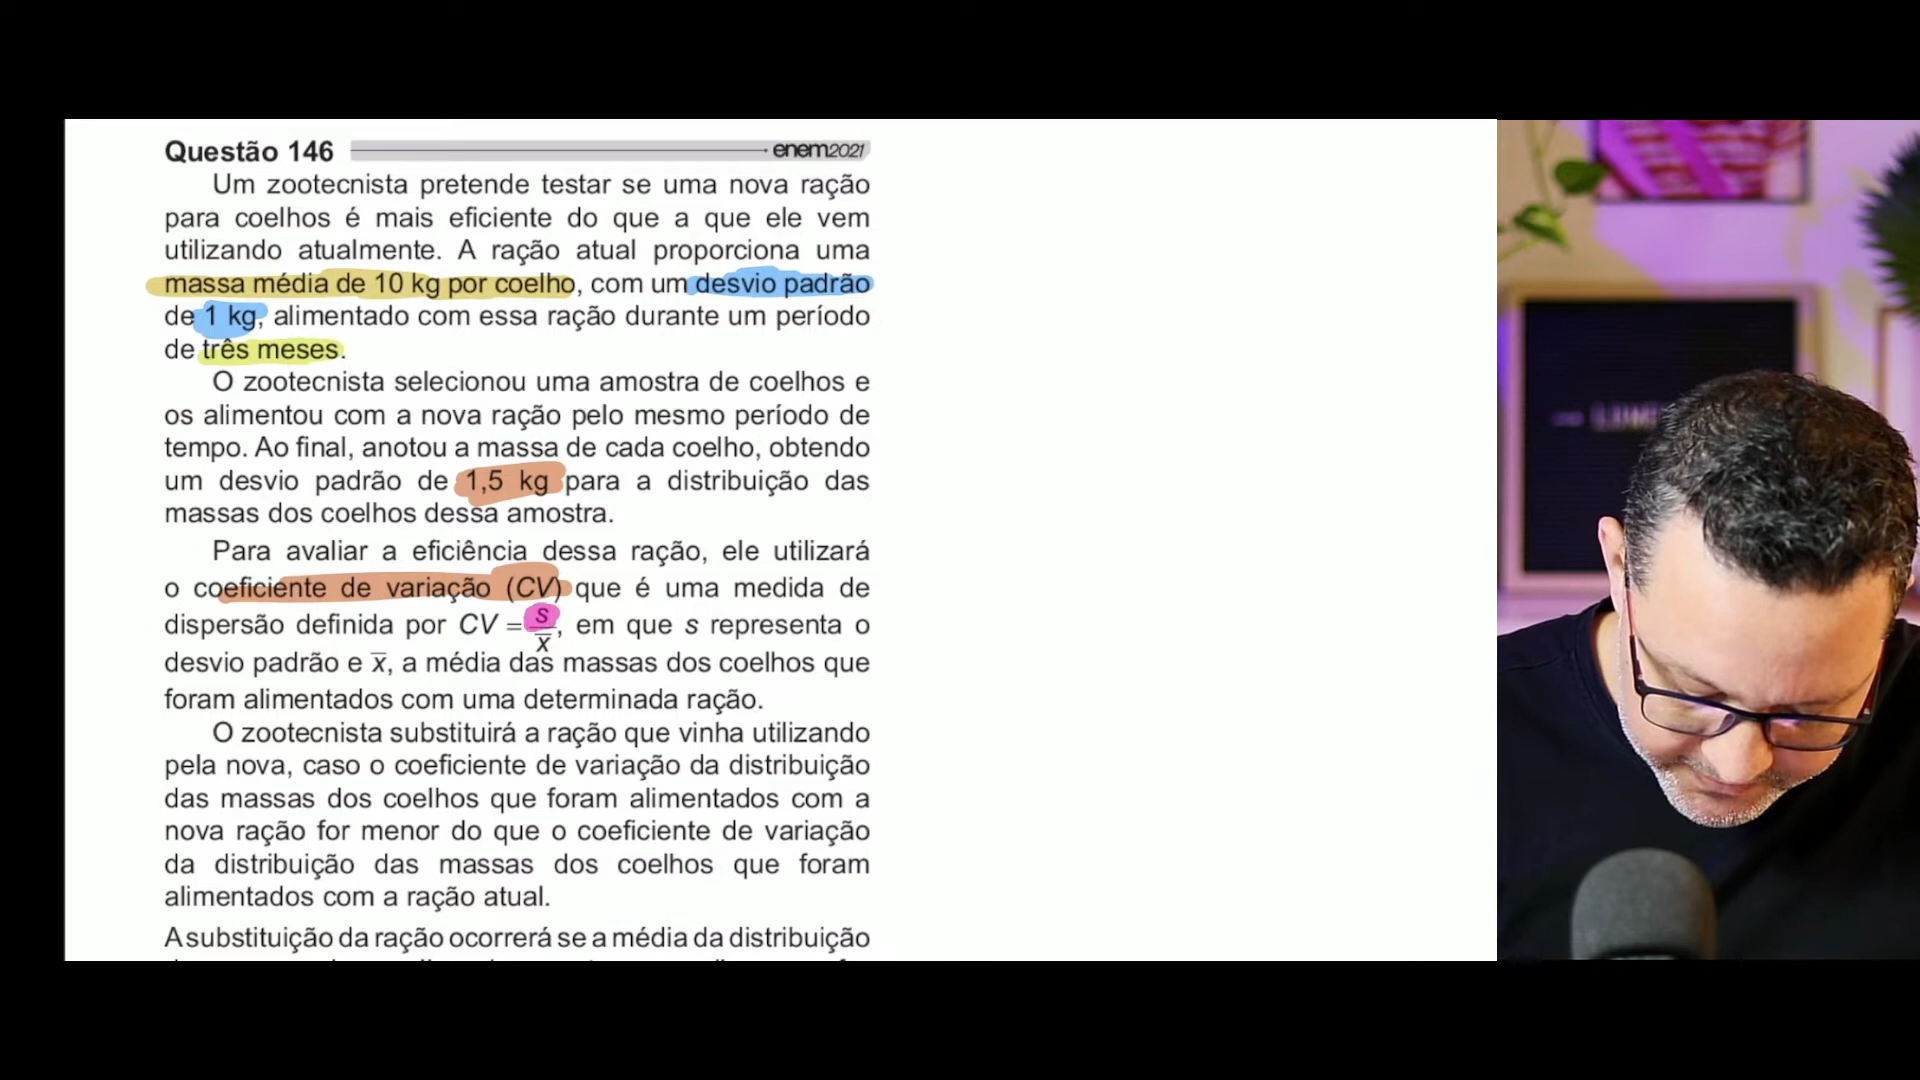 Questão 146
enem2021
Um zootecnista pretende testar se uma nova ração
para coelhos é mais eficiente do que a que ele vem
utilizando atualmente. A ração atual proporciona uma
massa média de 10 kg por coelho, com um desvio padrão
de 1 kg, alimentado com essa ração durante um período
de três meses.
O zootecnista selecionou uma amostra de coelhos e
os alimentou com a nova ração pelo mesmo período de
tempo. Ao final, anotou a massa de cada coelho, obtendo
um desvio padrão de 1,5 kg para a distribuição das
massas dos coelhos dessa amostra.
Para avaliar a eficiência dessa ração, ele utilizará
o coeficiente de variação (CV) que é uma medida de
dispersão definida por CV = s/x̅, em que s representa o
desvio padrão e x̅, a média das massas dos coelhos que
foram alimentados com uma determinada ração.
O zootecnista substituirá a ração que vinha utilizando
pela nova, caso o coeficiente de variação da distribuição
das massas dos coelhos que foram alimentados com a
nova ração for menor do que o coeficiente de variação
da distribuição das massas dos coelhos que foram
alimentados com a ração atual.
A substituição da ração ocorrerá se a média da distribuição